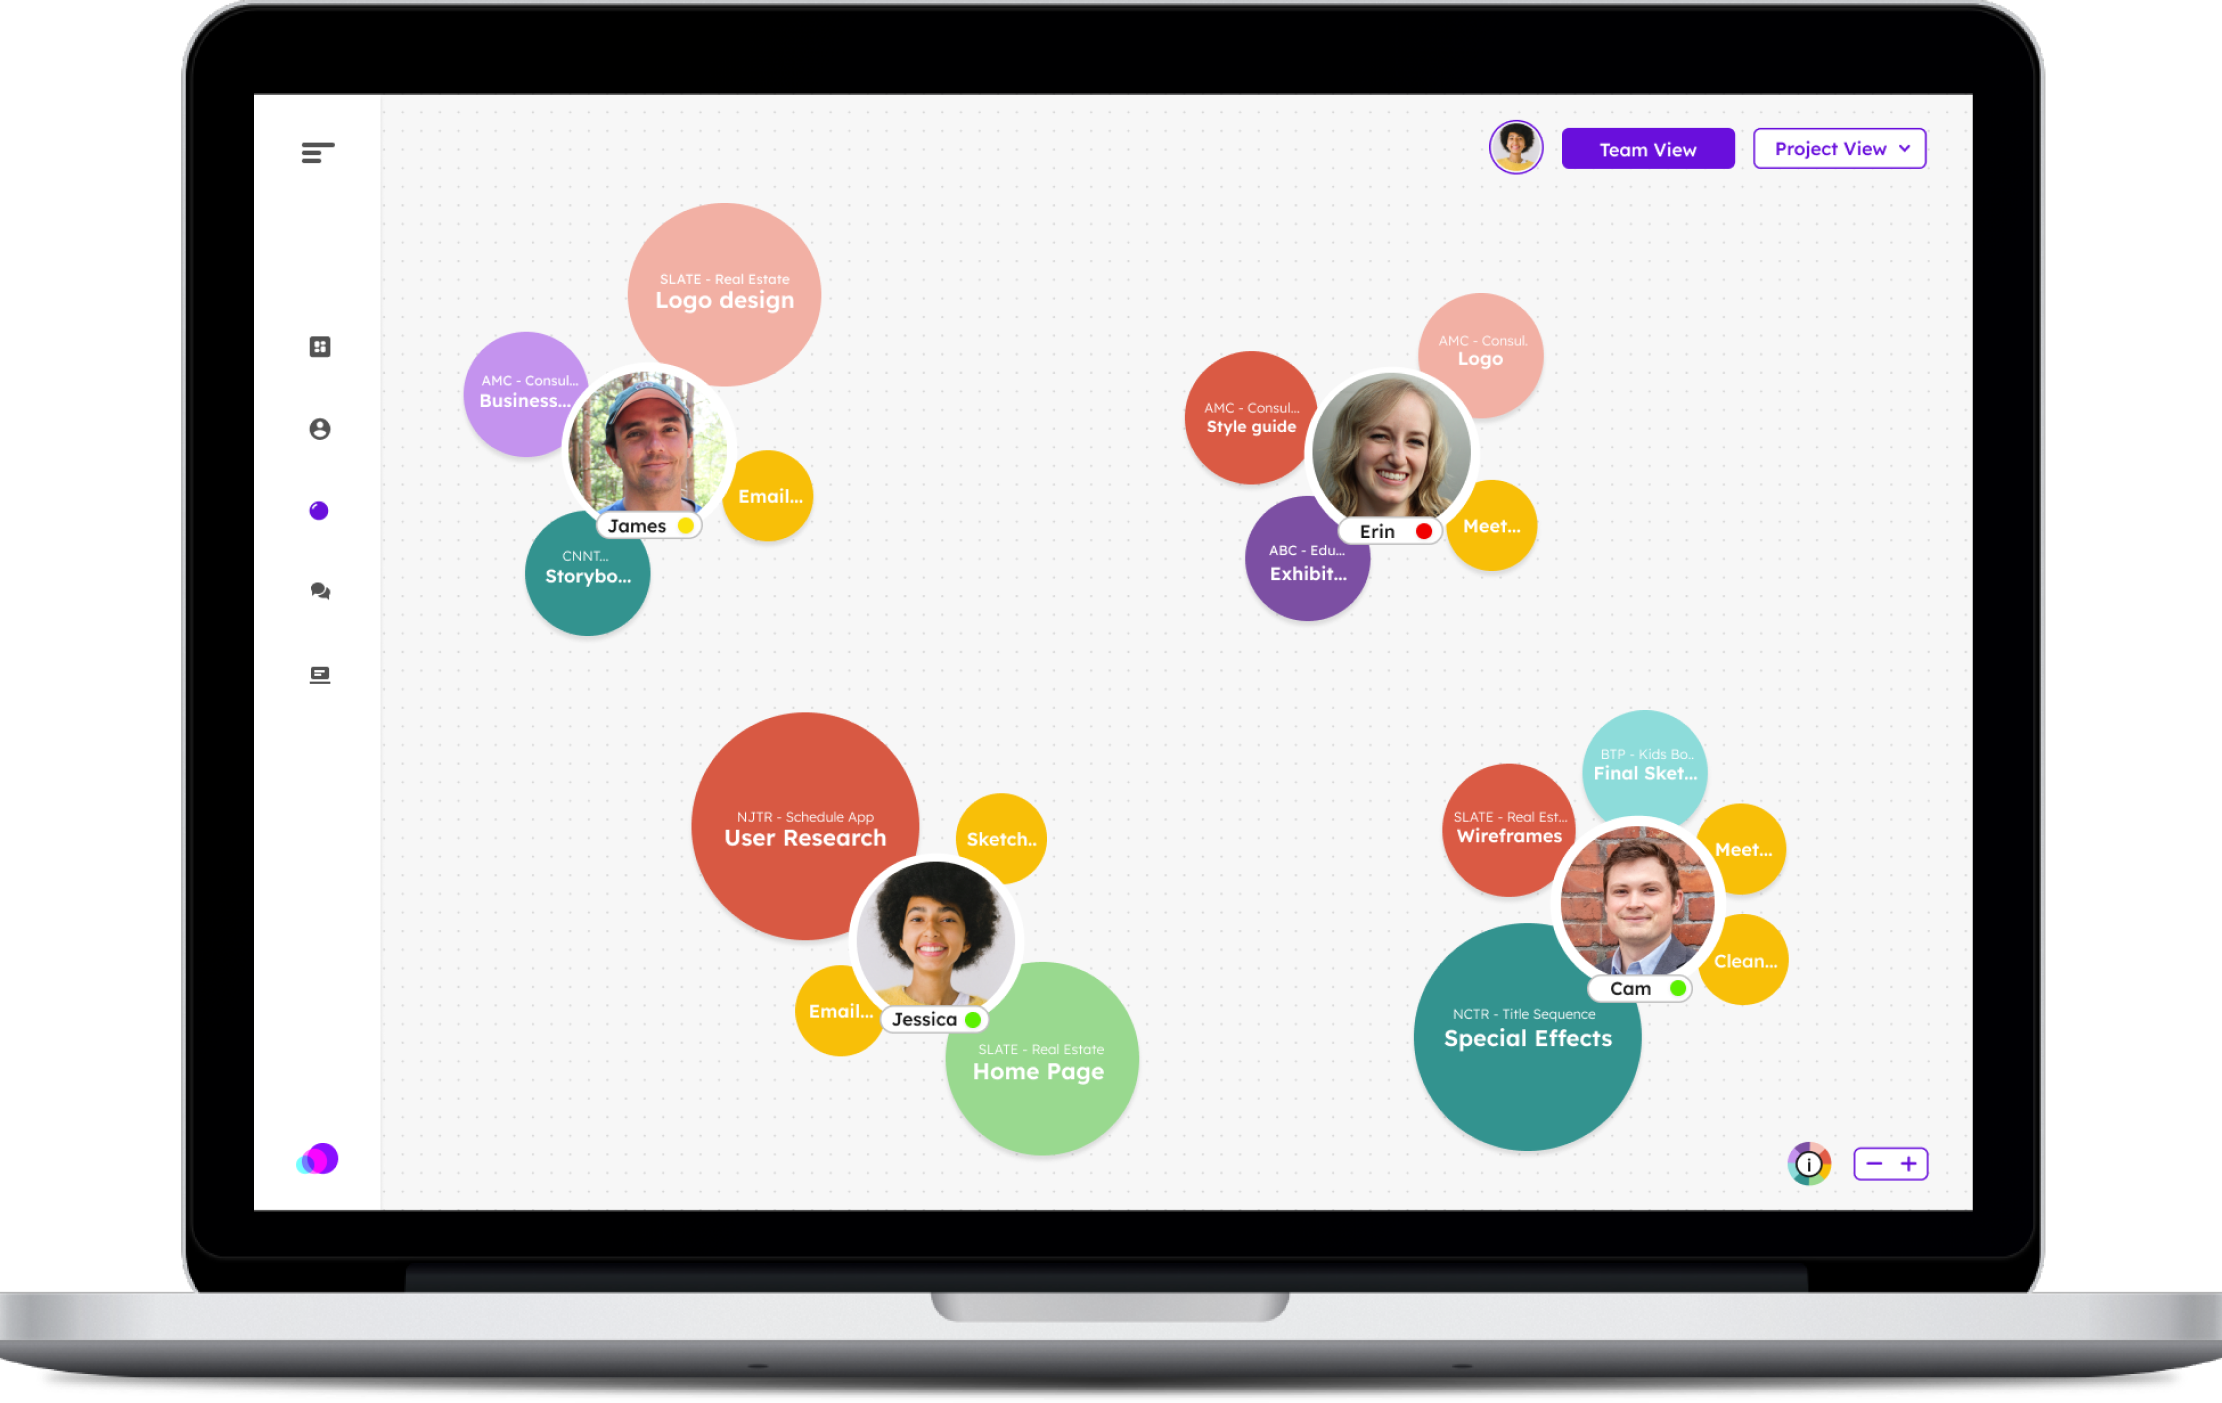 Team View
Project View
SLATE - Real Estate
Logo design
AMC - Consul...
Business...
Email...
James
CNNT...
Storybo...
AMC - Consul.
Logo
AMC - Consul...
Style guide
Meet...
Erin
ABC - Edu...
Exhibit...
NJTR - Schedule App
User Research
Sketch..
Email...
Jessica
SLATE - Real Estate
Home Page
BTP - Kids Bo..
Final Sket...
SLATE - Real Est...
Wireframes
Meet...
Clean...
Cam
NCTR - Title Sequence
Special Effects
i